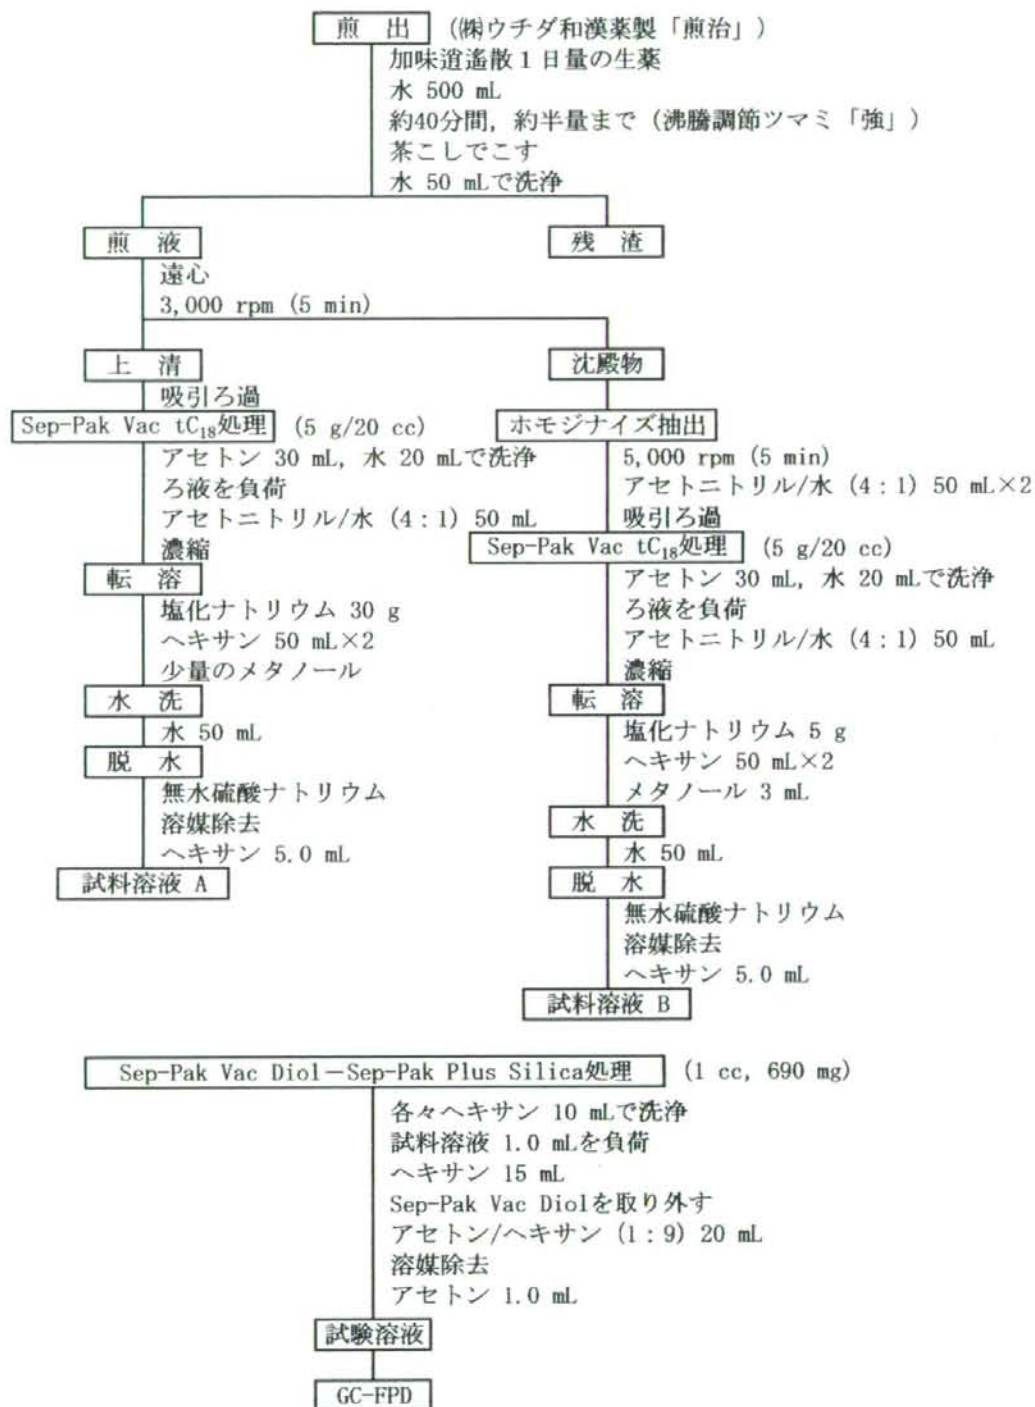 煎 出 (㈱ウチダ和漢薬製「煎治」)
加味逍遙散１日量の生薬
水 500 mL
約40分間，約半量まで (沸騰調節ツマミ「強」)
茶こしでこす
水 50 mLで洗浄
煎 液
残 渣
遠心
3,000 rpm (5 min)
上 清
吸引ろ過
Sep-Pak Vac tC₁₈処理 (5 g/20 cc)
アセトン 30 mL, 水 20 mLで洗浄
ろ液を負荷
アセトニトリル/水 (4：1) 50 mL
濃縮
転 溶
塩化ナトリウム 30 g
ヘキサン 50 mL×2
少量のメタノール
水 洗
水 50 mL
脱 水
無水硫酸ナトリウム
溶媒除去
ヘキサン 5.0 mL
試料溶液 A
沈殿物
ホモジナイズ抽出
5,000 rpm (5 min)
アセトニトリル/水 (4：1) 50 mL×2
吸引ろ過
Sep-Pak Vac tC₁₈処理 (5 g/20 cc)
アセトン 30 mL, 水 20 mLで洗浄
ろ液を負荷
アセトニトリル/水 (4：1) 50 mL
濃縮
転 溶
塩化ナトリウム 5 g
ヘキサン 50 mL×2
メタノール 3 mL
水 洗
水 50 mL
脱 水
無水硫酸ナトリウム
溶媒除去
ヘキサン 5.0 mL
試料溶液 B
Sep-Pak Vac Diol－Sep-Pak Plus Silica処理 (1 cc, 690 mg)
各々ヘキサン 10 mLで洗浄
試料溶液 1.0 mLを負荷
ヘキサン 15 mL
Sep-Pak Vac Diolを取り外す
アセトン/ヘキサン (1：9) 20 mL
溶媒除去
アセトン 1.0 mL
試験溶液
GC-FPD